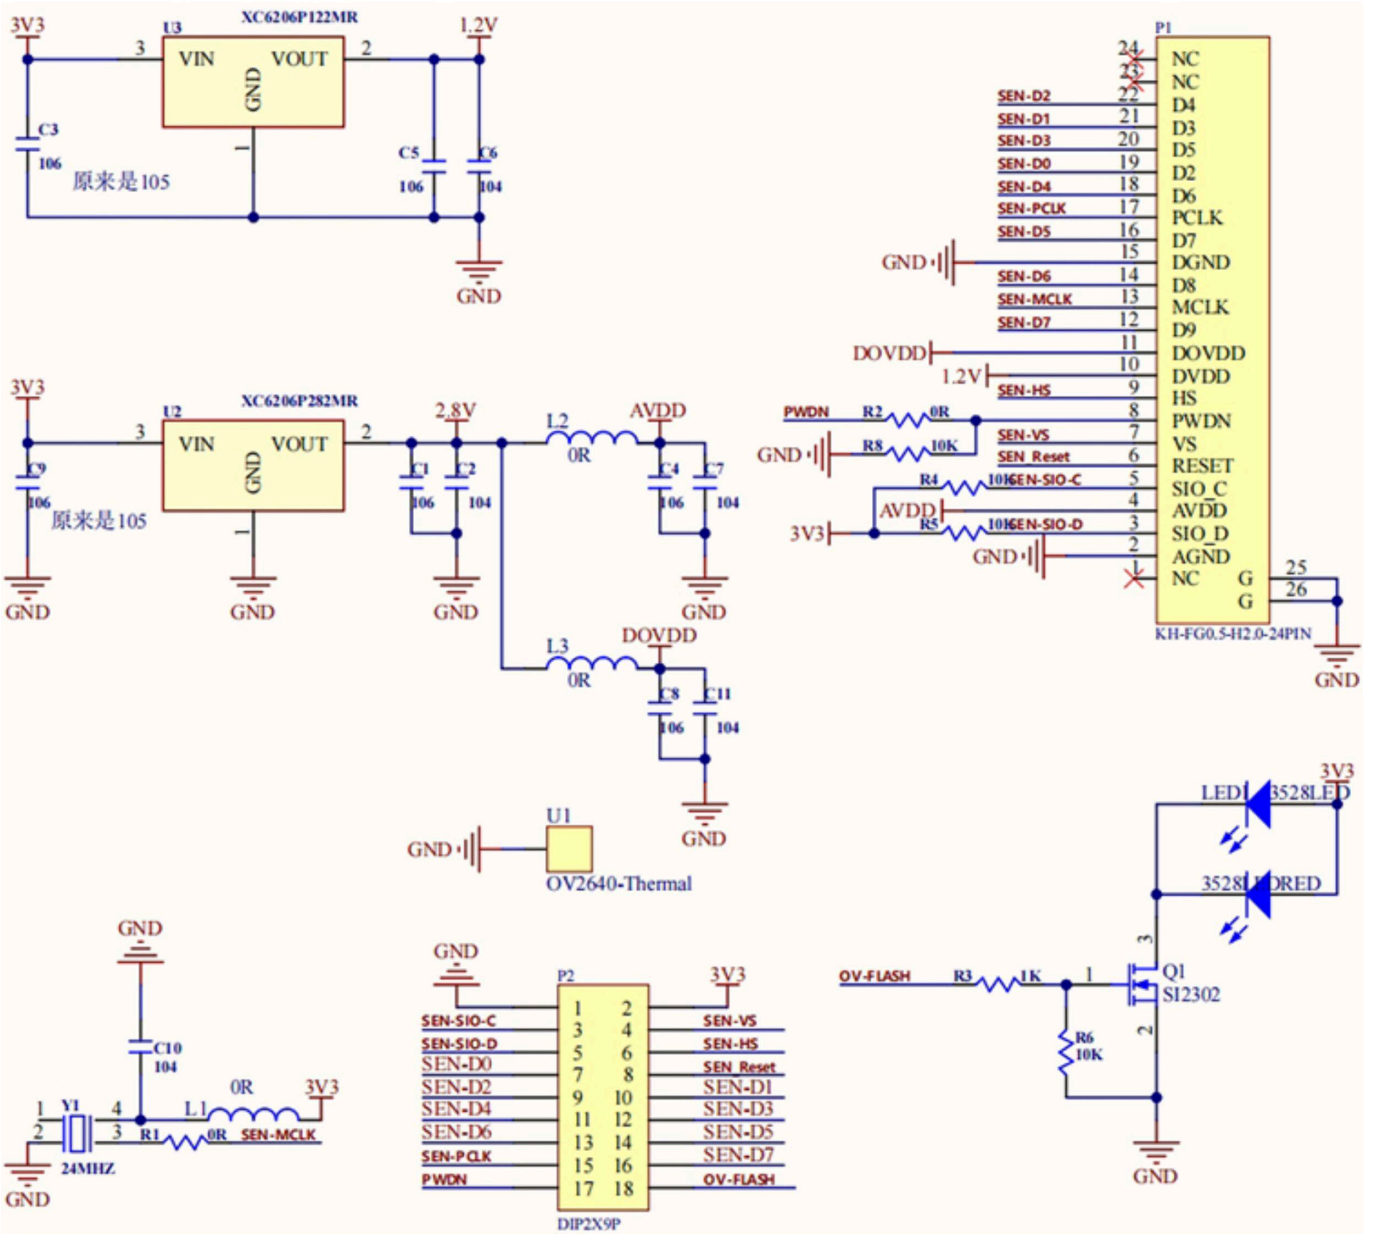 XC6206P122MR
3V3
U3
1.2V
3
VIN
VOUT
2
GND
1
C3
106
原来是105
C5
106
C6
104
GND
3V3
XC6206P282MR
U2
3
VIN
VOUT
2
GND
1
2.8V
L2
0R
AVDD
C9
106
原来是105
C1
106
C2
104
C4
106
C7
104
GND
GND
GND
GND
DOVDD
L3
0R
C8
106
C11
104
GND
U1
GND
OV2640-Thermal
P1
24
NC
23
NC
SEN-D2
22
D4
SEN-D1
21
D3
SEN-D3
20
D5
SEN-D0
19
D2
SEN-D4
18
D6
SEN-PCLK
17
PCLK
SEN-D5
16
D7
GND
15
DGND
SEN-D6
14
D8
SEN-MCLK
13
MCLK
SEN-D7
12
D9
DOVDD
11
DOVDD
1.2V
10
DVDD
SEN-HS
9
HS
PWDN
R2
0R
8
PWDN
GND
R8
10K
SEN-VS
7
VS
SEN_Reset
6
RESET
R4
10K
SEN-SIO-C
5
SIO_C
AVDD
4
AVDD
3V3
R5
10K
SEN-SIO-D
3
SIO_D
GND
2
AGND
1
NC
G
25
G
26
KH-FG0.5-H2.0-24PIN
GND
3V3
LED1
3528LED
3528LEDRED
3
OV-FLASH
R3
1K
1
Q1
SI2302
2
R6
10K
GND
GND
C10
104
0R
3V3
1
Y1
4
L1
2
3
R1
0R
SEN-MCLK
24MHZ
GND
GND
P2
3V3
1
2
SEN-SIO-C
3
4
SEN-VS
SEN-SIO-D
5
6
SEN-HS
SEN-D0
7
8
SEN_Reset
SEN-D2
9
10
SEN-D1
SEN-D4
11
12
SEN-D3
SEN-D6
13
14
SEN-D5
SEN-PCLK
15
16
SEN-D7
PWDN
17
18
OV-FLASH
DIP2X9P